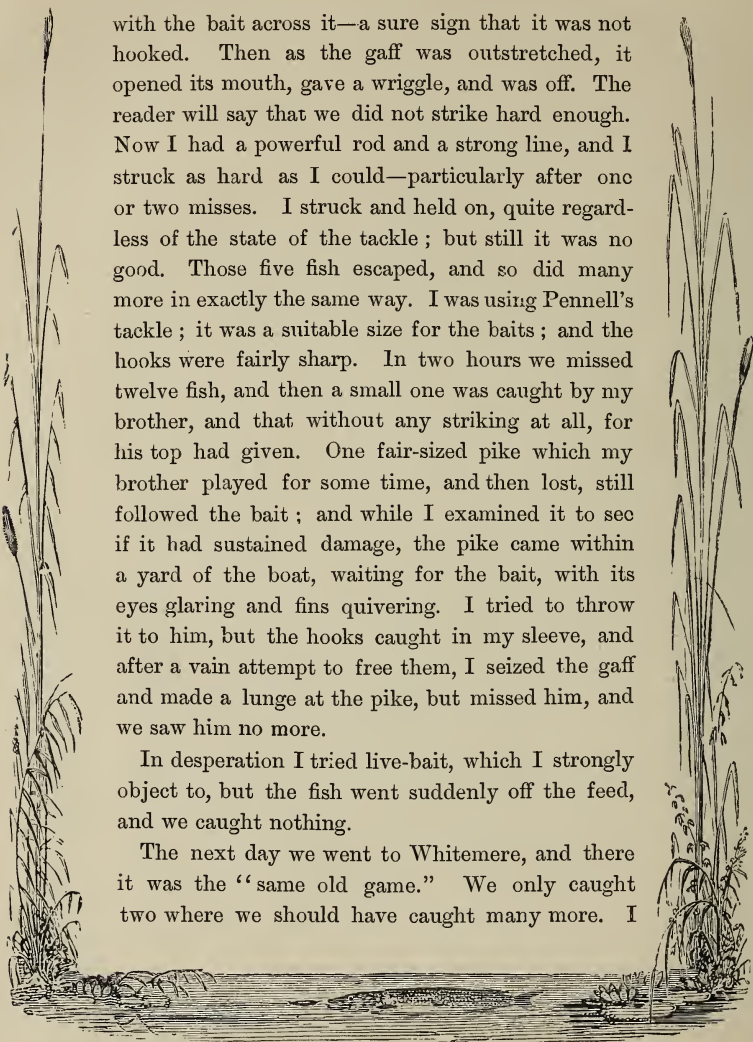 with the bait across it—a sure sign that it was not
hooked. Then as the gaff was outstretched, it
opened its mouth, gave a wriggle, and was off. The
reader will say that we did not strike hard enough.
Now I had a powerful rod and a strong line, and I
struck as hard as I could—particularly after one
or two misses. I struck and held on, quite regard-
less of the state of the tackle ; but still it was no
good. Those five fish escaped, and so did many
more in exactly the same way. I was using Pennell's
tackle ; it was a suitable size for the baits ; and the
hooks were fairly sharp. In two hours we missed
twelve fish, and then a small one was caught by my
brother, and that without any striking at all, for
his top had given. One fair-sized pike which my
brother played for some time, and then lost, still
followed the bait ; and while I examined it to see
if it had sustained damage, the pike came within
a yard of the boat, waiting for the bait, with its
eyes glaring and fins quivering. I tried to throw
it to him, but the hooks caught in my sleeve, and
after a vain attempt to free them, I seized the gaff
and made a lunge at the pike, but missed him, and
we saw him no more.
In desperation I tried live-bait, which I strongly
object to, but the fish went suddenly off the feed,
and we caught nothing.
The next day we went to Whitemere, and there
it was the "same old game." We only caught
two where we should have caught many more. I